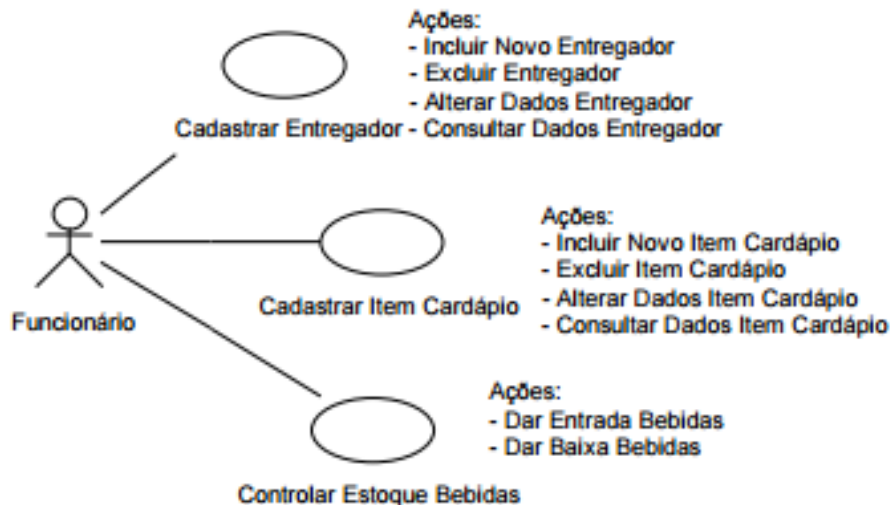 Ações:
- Incluir Novo Entregador
- Excluir Entregador
- Alterar Dados Entregador
Cadastrar Entregador - Consultar Dados Entregador
Funcionário
Ações:
- Incluir Novo Item Cardápio
- Excluir Item Cardápio
- Alterar Dados Item Cardápio
- Consultar Dados Item Cardápio
Cadastrar Item Cardápio
Ações:
- Dar Entrada Bebidas
- Dar Baixa Bebidas
Controlar Estoque Bebidas